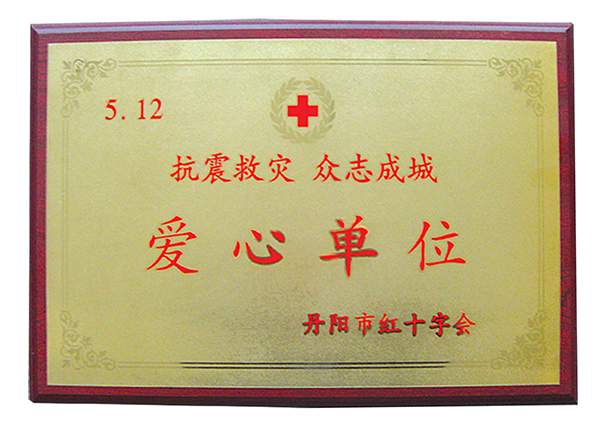 5.12
抗震救灾 众志成城
爱心单位
丹阳市红十字会